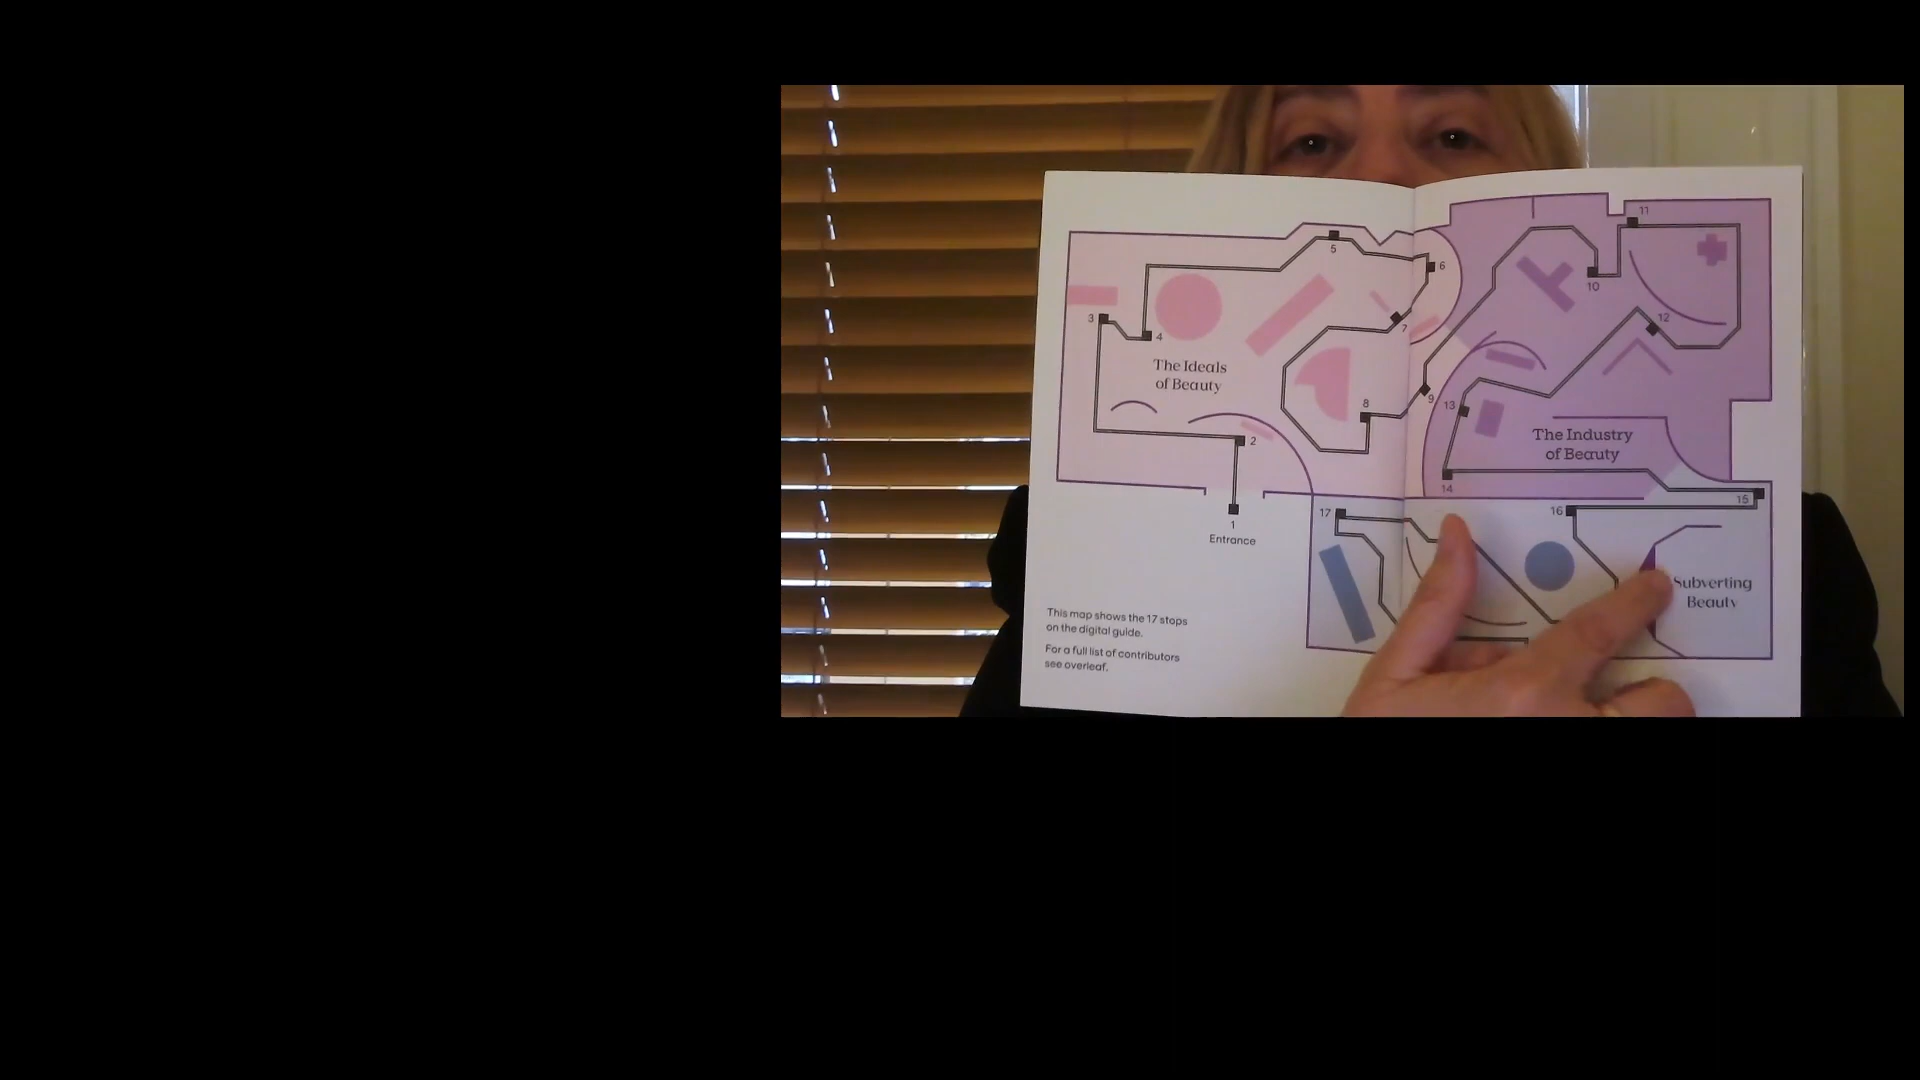 11
5
6
10
3
4
7
12
The Ideals
of Beauty
8
9
13
The Industry
of Beauty
2
14
15
1
Entrance
17
16
Subverting
Beauty
This map shows the 17 stops
on the digital guide.
For a full list of contributors
see overleaf.